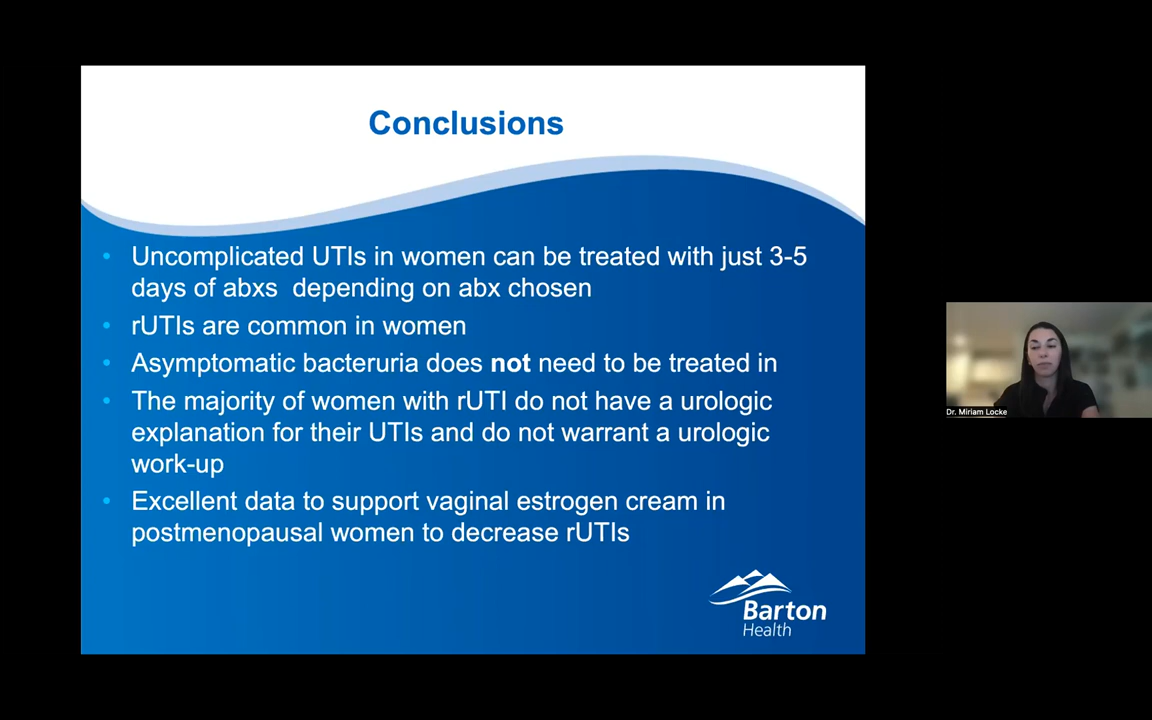 Conclusions
• Uncomplicated UTIs in women can be treated with just 3-5
days of abxs  depending on abx chosen
• rUTIs are common in women
• Asymptomatic bacteruria does not need to be treated in
• The majority of women with rUTI do not have a urologic
explanation for their UTIs and do not warrant a urologic
work-up
• Excellent data to support vaginal estrogen cream in
postmenopausal women to decrease rUTIs
Barton
Health
Dr. Miriam Locke